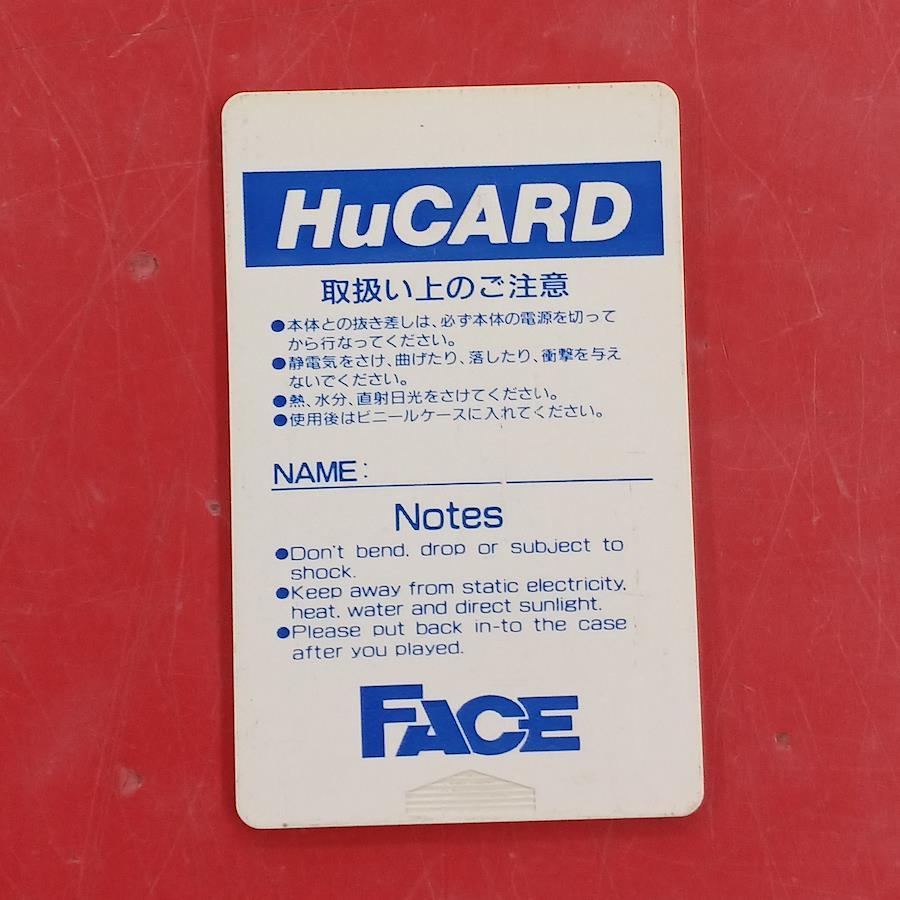 HuCARD
取扱い上のご注意
●本体との抜き差しは、必ず本体の電源を切って
から行なってください。
●静電気をさけ、曲げたり、落したり、衝撃を与え
ないでください。
●熱、水分、直射日光をさけてください。
●使用後はビニールケースに入れてください。
NAME:
Notes
●Don't bend, drop or subject to
shock.
●Keep away from static electricity,
heat, water and direct sunlight.
●Please put back in-to the case
after you played.
FACE